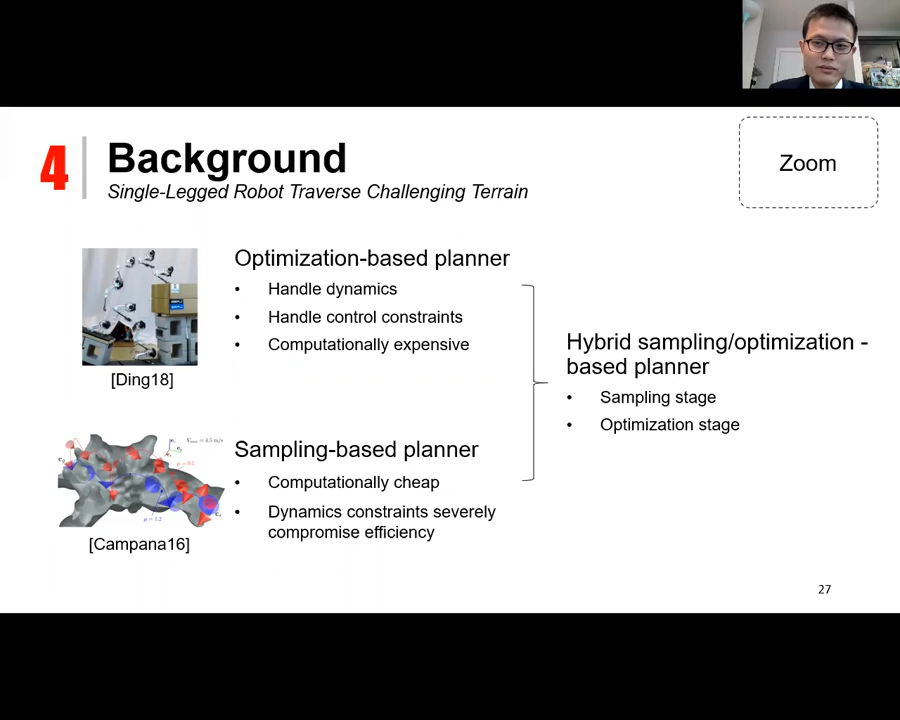 Zoom
4
Background
Single-Legged Robot Traverse Challenging Terrain
Optimization-based planner
• Handle dynamics
• Handle control constraints
• Computationally expensive
[Ding18]
Hybrid sampling/optimization -
based planner
• Sampling stage
• Optimization stage
Sampling-based planner
• Computationally cheap
• Dynamics constraints severely
compromise efficiency
[Campana16]
27